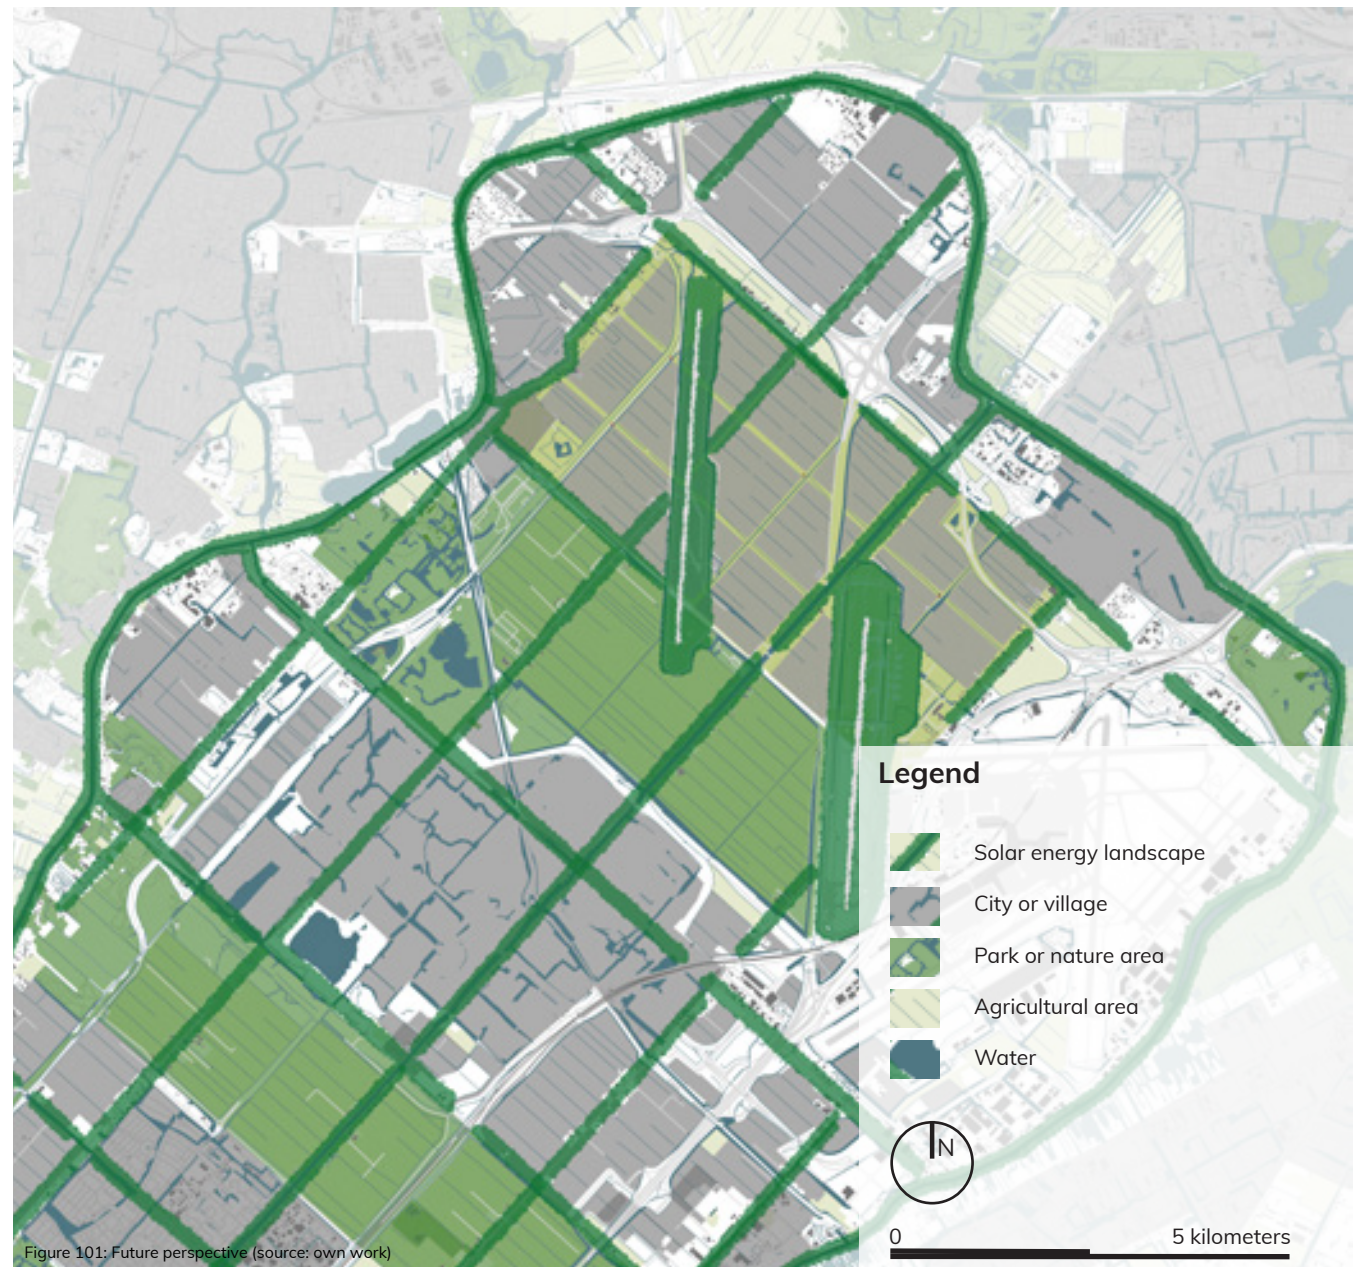 Legend
Solar energy landscape
City or village
Park or nature area
Agricultural area
Water
N
0 5 kilometers
Figure 101: Future perspective (source: own work)